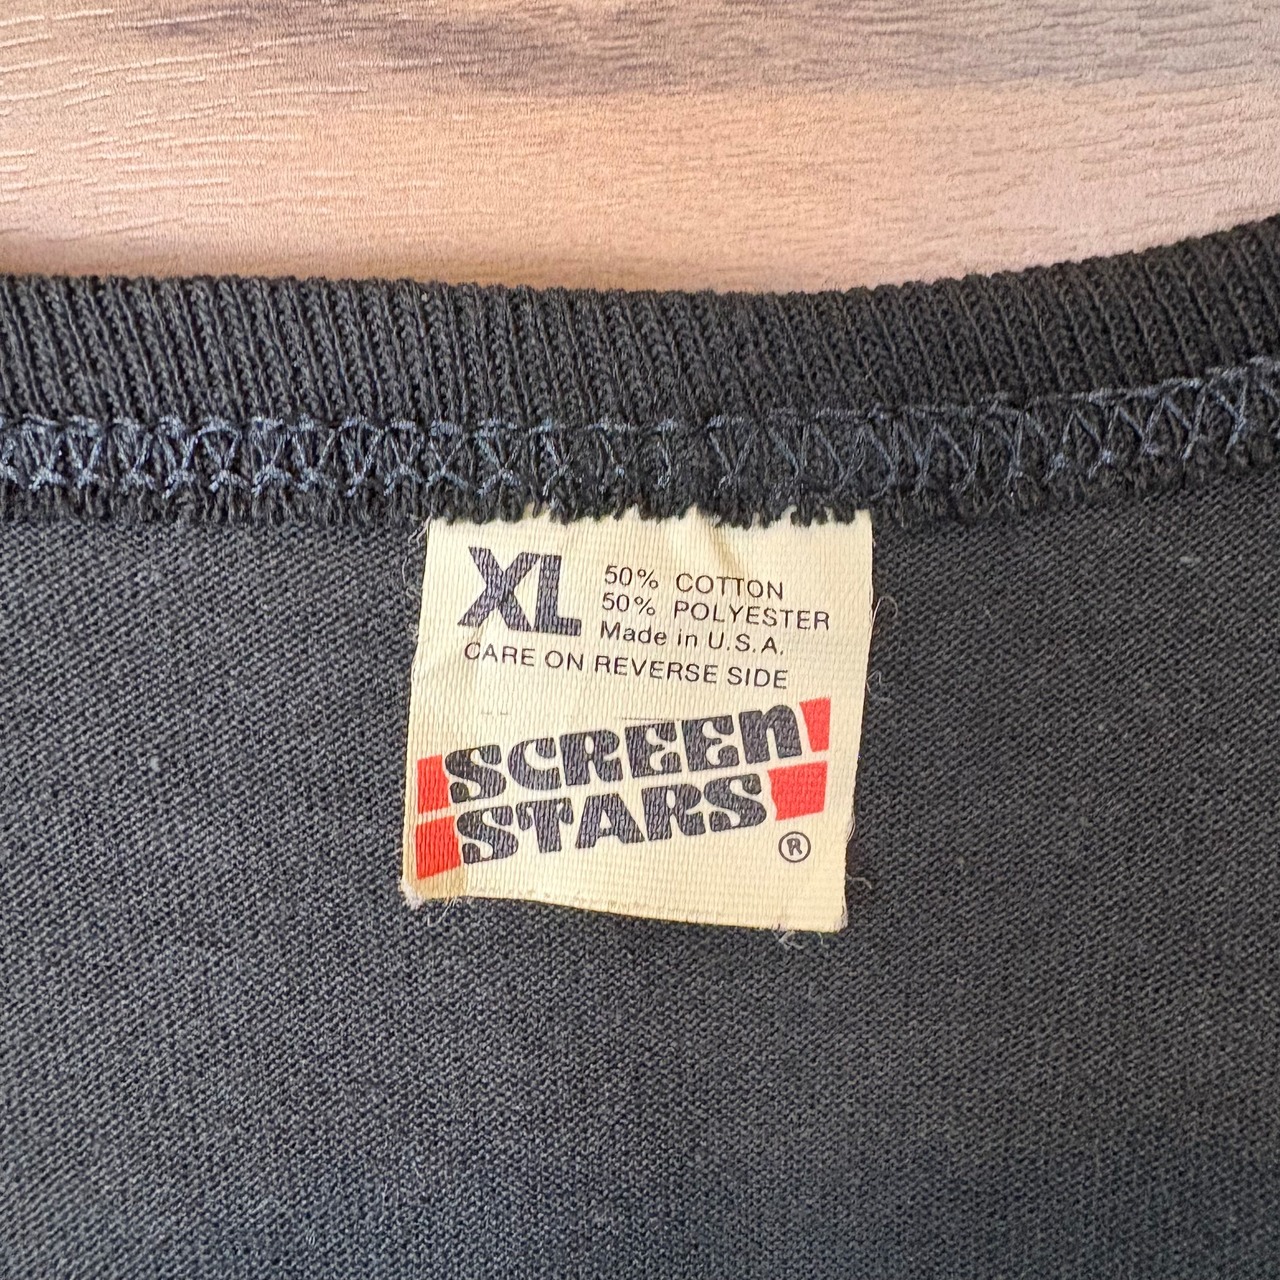 XL
50% COTTON
50% POLYESTER
Made in U.S.A.
CARE ON REVERSE SIDE
SCREEn
STARS
®